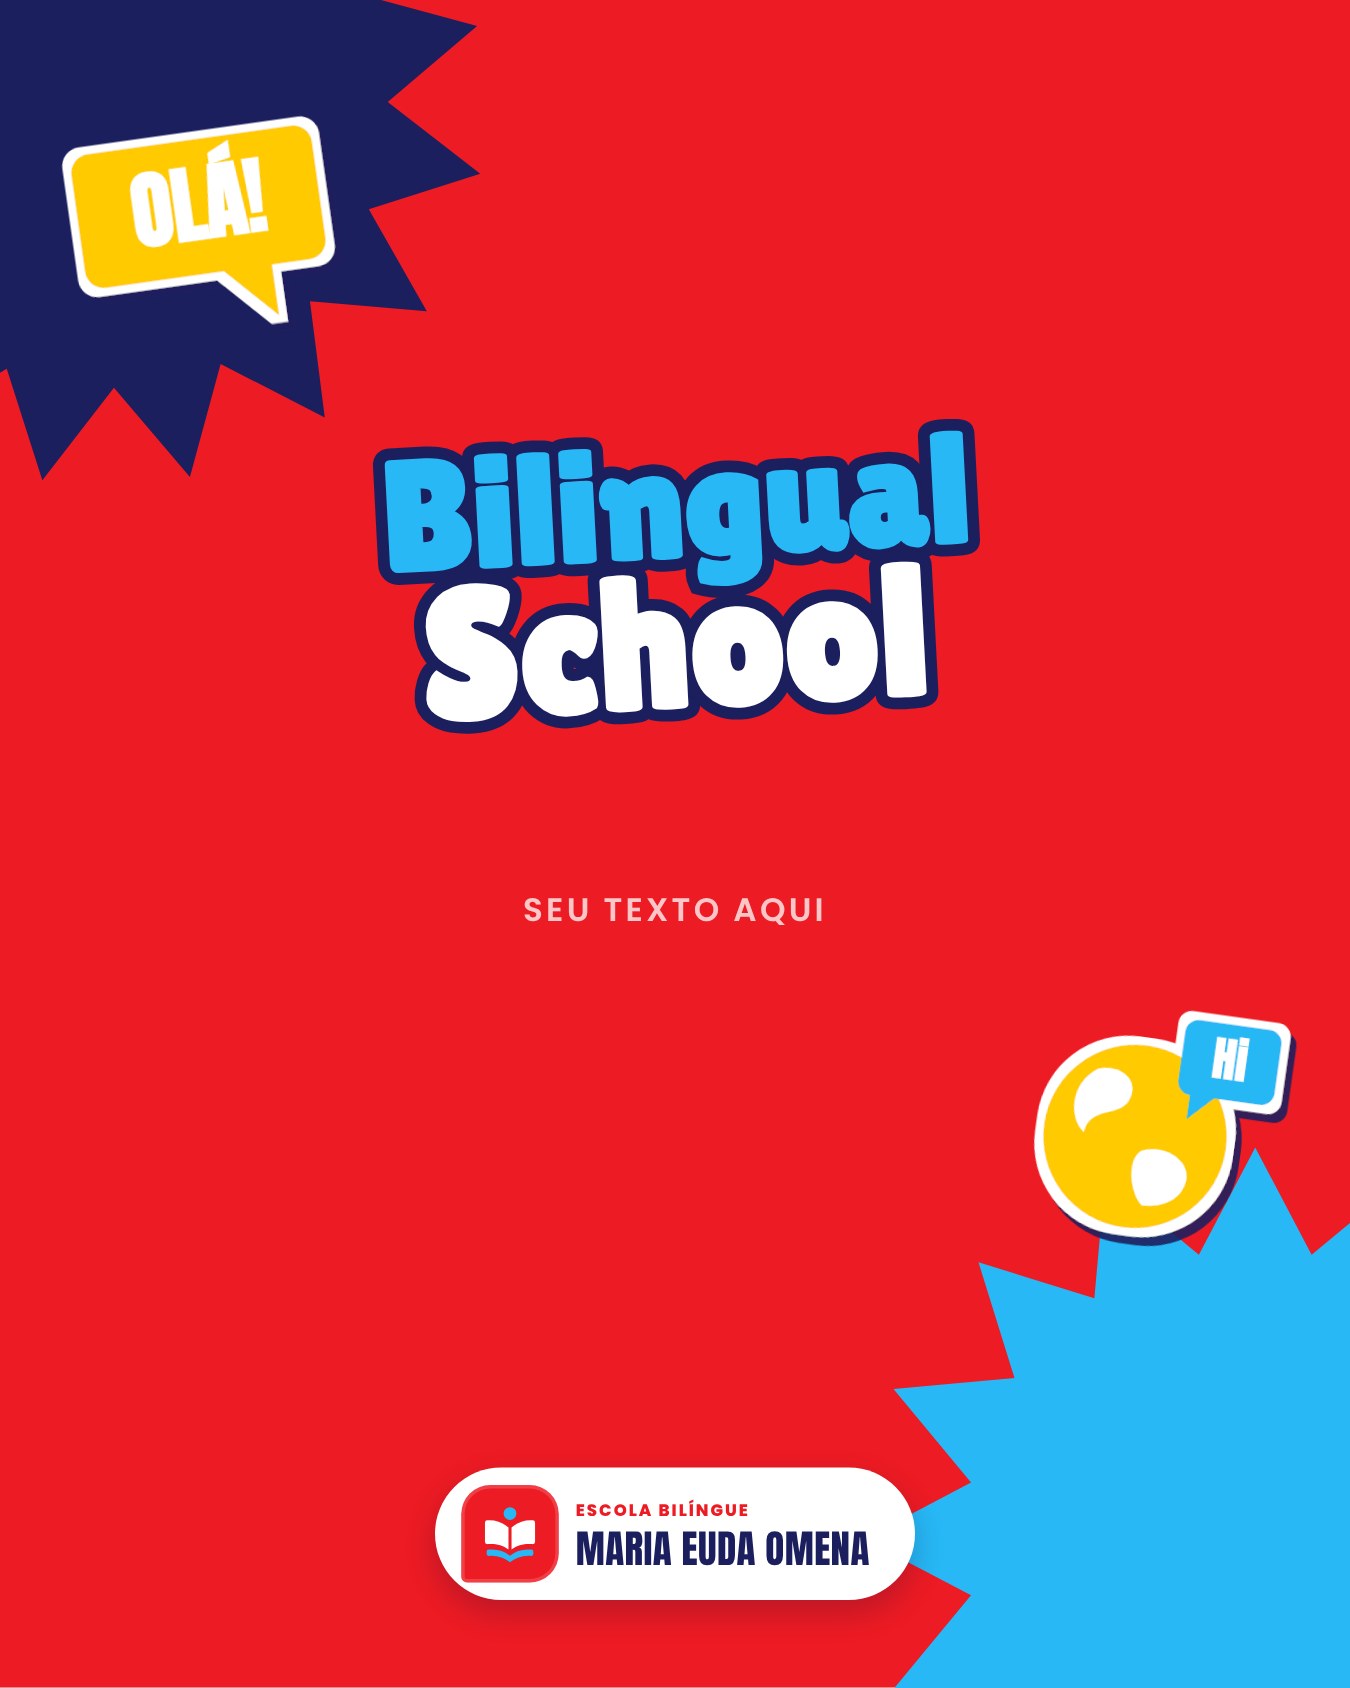 OLÁ!
Bilingual
School
SEU TEXTO AQUI
Hi
ESCOLA BILÍNGUE
MARIA EUDA OMENA